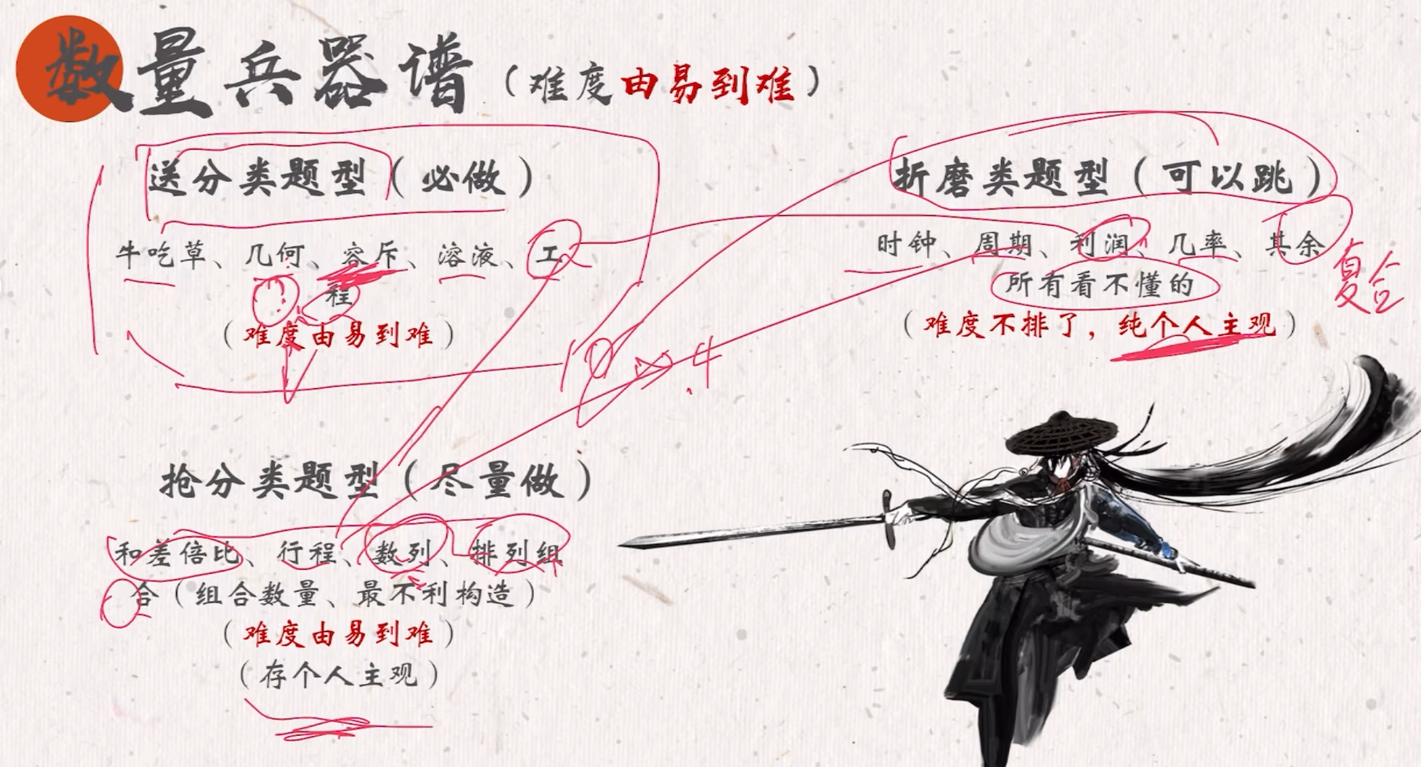 数量兵器谱（难度由易到难）
送分类题型（必做）
牛吃草、几何、容斥、溶液、工
程
（难度由易到难）
折磨类题型（可以跳）
时钟、周期、利润、几率、其余
所有看不懂的
（难度不排了，纯个人主观）
复合
抢分类题型（尽量做）
和差倍比、行程、数列、排列组
合（组合数量、最不利构造）
（难度由易到难）
（存个人主观）